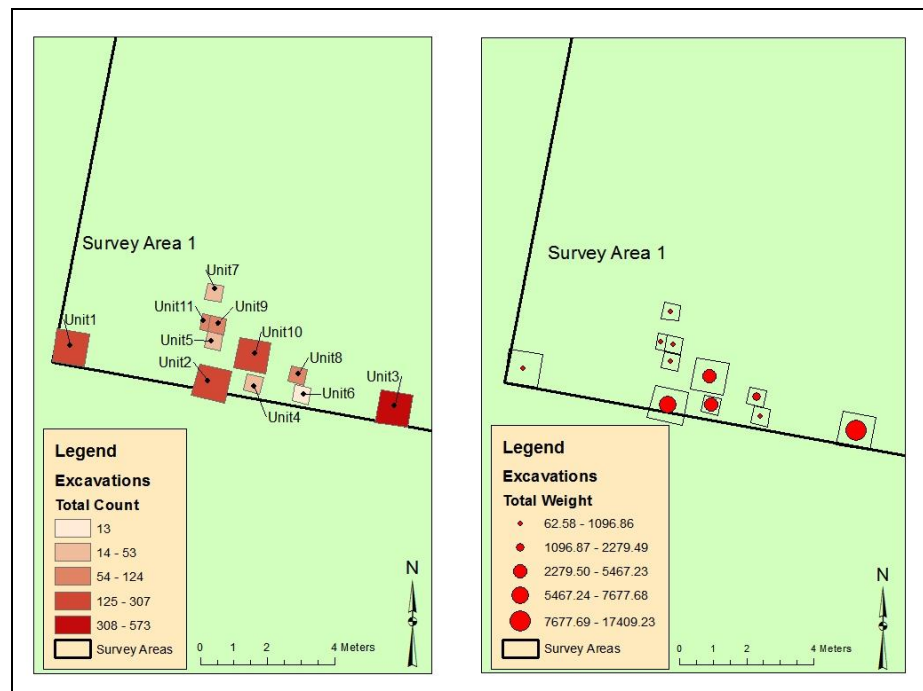 Survey Area 1
Unit7
Unit11
Unit9
Unit1
Unit5
Unit10
Unit2
Unit8
Unit3
Unit4
Unit6
Legend
Excavations
Total Count
13
14 - 53
54 - 124
125 - 307
308 - 573
Survey Areas
N
0 1 2 4 Meters
Survey Area 1
Legend
Excavations
Total Weight
62.58 - 1096.86
1096.87 - 2279.49
2279.50 - 5467.23
5467.24 - 7677.68
7677.69 - 17409.23
Survey Areas
N
0 1 2 4 Meters